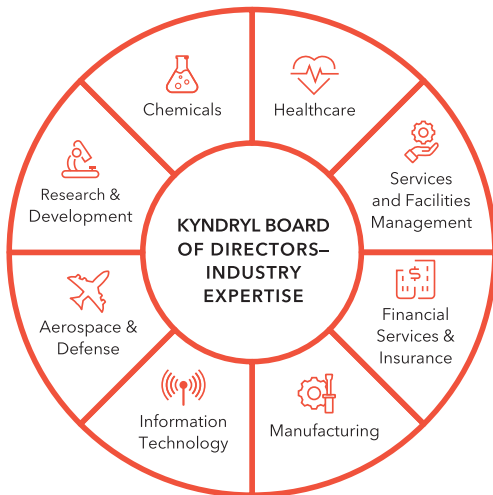 Chemicals
Healthcare
Services
and Facilities
Management
Financial
Services &
Insurance
Manufacturing
Information
Technology
Aerospace &
Defense
Research &
Development
KYNDRYL BOARD
OF DIRECTORS—
INDUSTRY
EXPERTISE
$